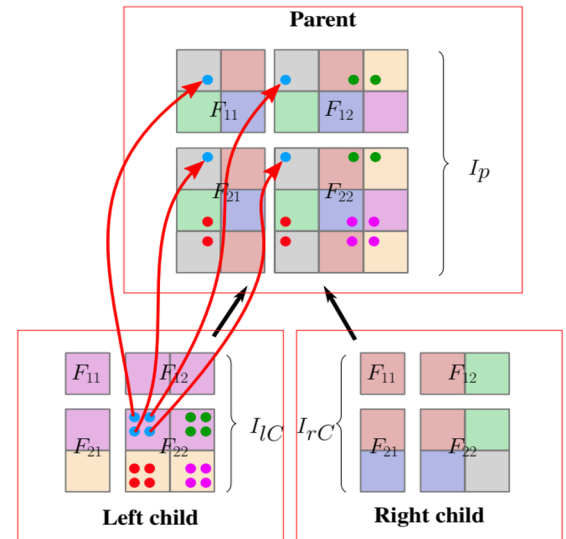 Parent
F11 F12
F21 F22
Ip
F11 F12
F21 F22
IlC
IrC
F11 F12
F21 F22
Left child
Right child